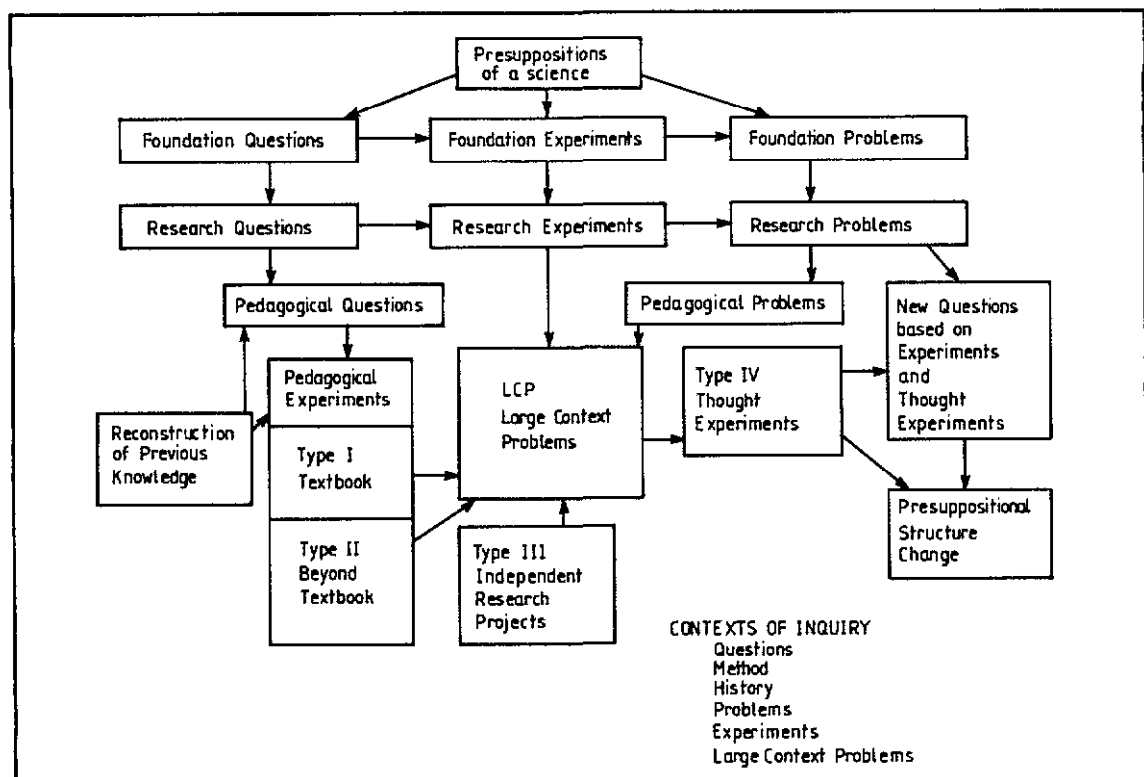 Presuppositions
of a science
Foundation Questions
Foundation Experiments
Foundation Problems
Research Questions
Research Experiments
Research Problems
Pedagogical Questions
Pedagogical Problems
New Questions
based on
Experiments
and
Thought
Experiments
Pedagogical
Experiments
LCP
Large Context
Problems
Type IV
Thought
Experiments
Reconstruction
of Previous
Knowledge
Type I
Textbook
Type II
Beyond
Textbook
Type III
Independent
Research
Projects
Presuppositional
Structure
Change
CONTEXTS OF INQUIRY
Questions
Method
History
Problems
Experiments
Large Context Problems